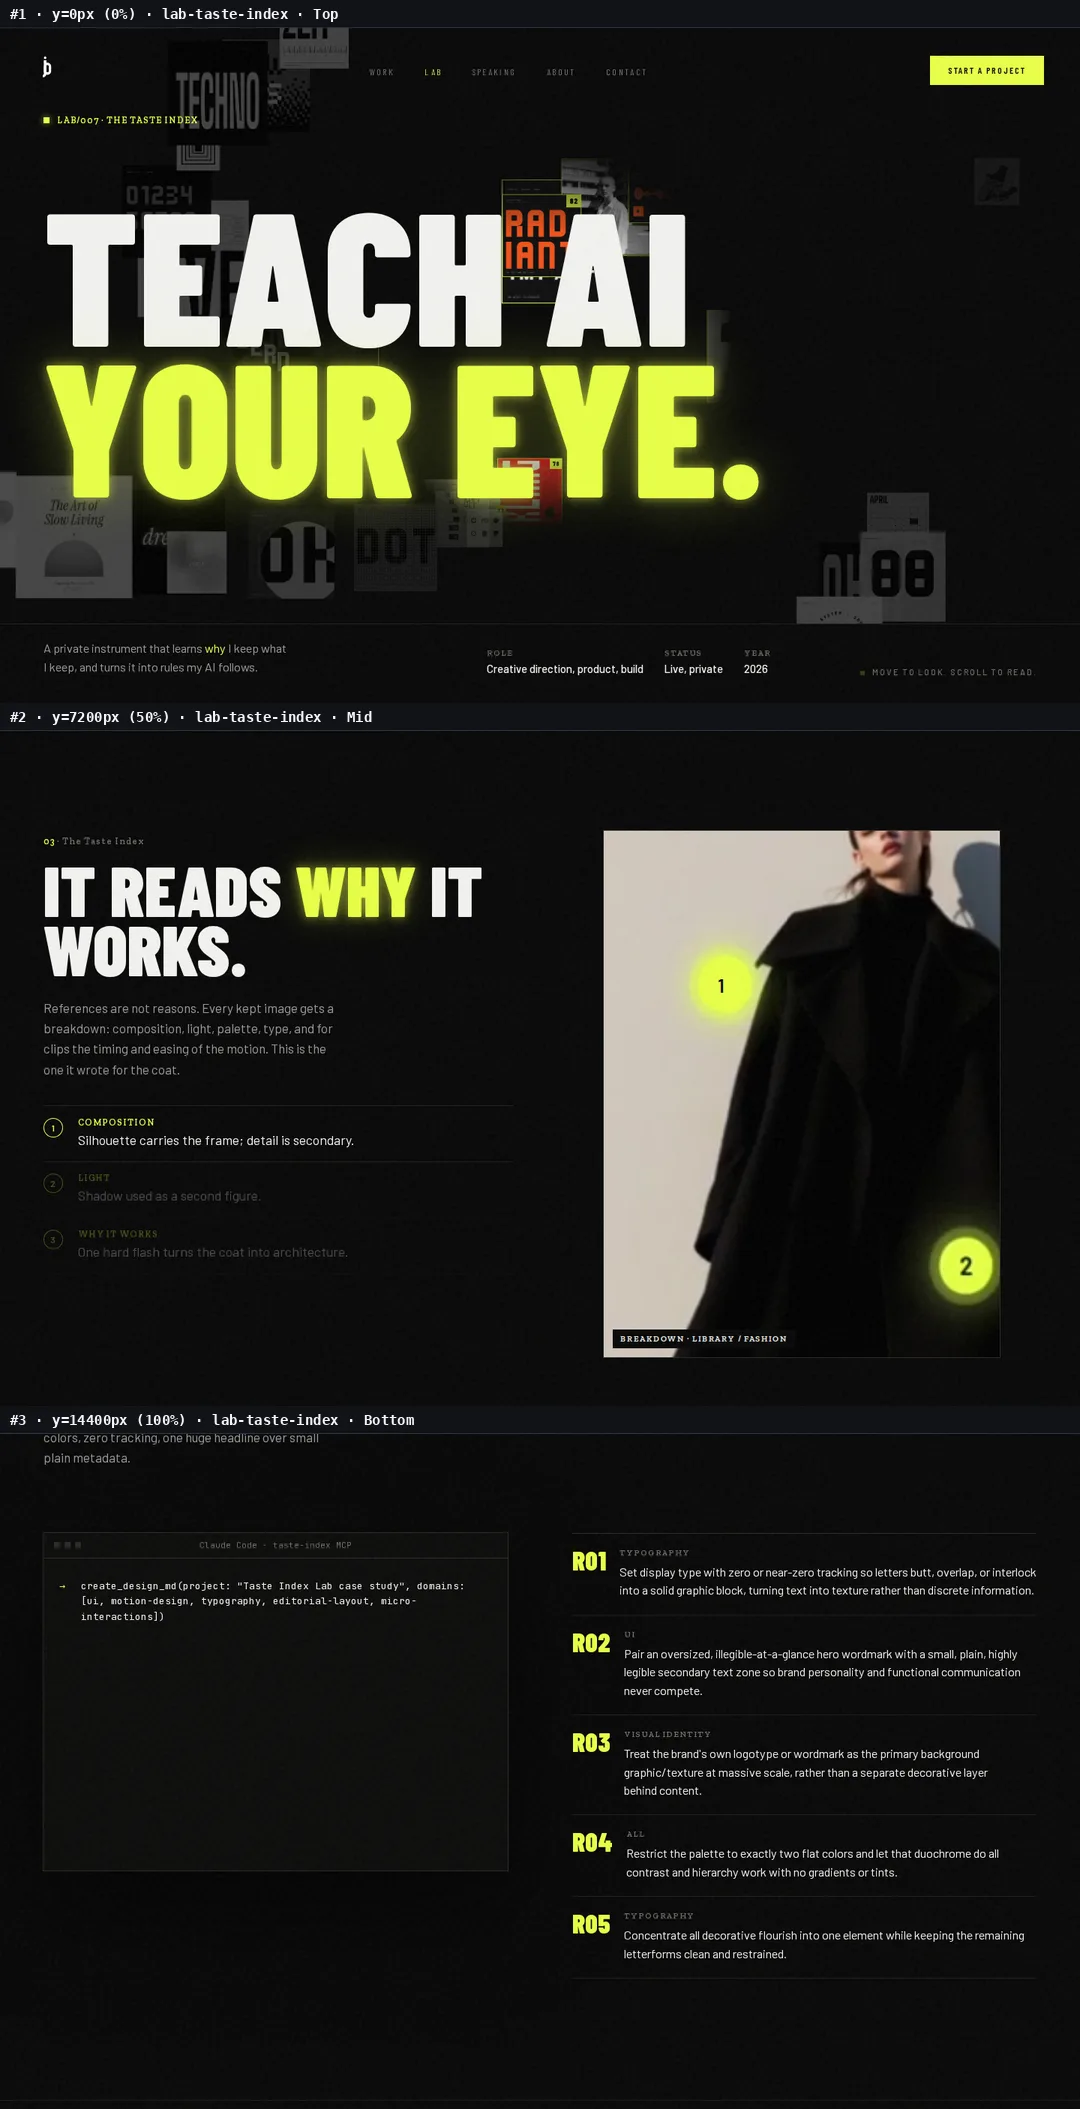 #1 · y=0px (0%) · lab-taste-index · Top
TECHNO
WORK LAB SPEAKING ABOUT CONTACT
START A PROJECT
LAB/007 · THE TASTE INDEX
01234
RAD
IANT
02
TEACH AI
YOUR EYE.
76
The Art of
Slow Living
OK
DOT
APRIL
88
A private instrument that learns why I keep what
I keep, and turns it into rules my AI follows.
ROLE
Creative direction, product, build
STATUS
Live, private
YEAR
2026
MOVE TO LOOK. SCROLL TO READ.
#2 · y=7200px (50%) · lab-taste-index · Mid
03 · The Taste Index
IT READS WHY IT
WORKS.
References are not reasons. Every kept image gets a
breakdown: composition, light, palette, type, and for
clips the timing and easing of the motion. This is the
one it wrote for the coat.
1 COMPOSITION
Silhouette carries the frame; detail is secondary.
2 LIGHT
Shadow used as a second figure.
3 WHY IT WORKS
One hard flash turns the coat into architecture.
1
2
BREAKDOWN · LIBRARY / FASHION
#3 · y=14400px (100%) · lab-taste-index · Bottom
colors, zero tracking, one huge headline over small
plain metadata.
Claude Code · taste-index MCP
→ create_design_md(project: "Taste Index Lab case study", domains:
[ui, motion-design, typography, editorial-layout, micro-
interactions])
R01 TYPOGRAPHY
Set display type with zero or near-zero tracking so letters butt, overlap, or interlock
into a solid graphic block, turning text into texture rather than discrete information.
R02 UI
Pair an oversized, illegible-at-a-glance hero wordmark with a small, plain, highly
legible secondary text zone so brand personality and functional communication
never compete.
R03 VISUAL IDENTITY
Treat the brand's own logotype or wordmark as the primary background
graphic/texture at massive scale, rather than a separate decorative layer
behind content.
R04 ALL
Restrict the palette to exactly two flat colors and let that duochrome do all
contrast and hierarchy work with no gradients or tints.
R05 TYPOGRAPHY
Concentrate all decorative flourish into one element while keeping the remaining
letterforms clean and restrained.